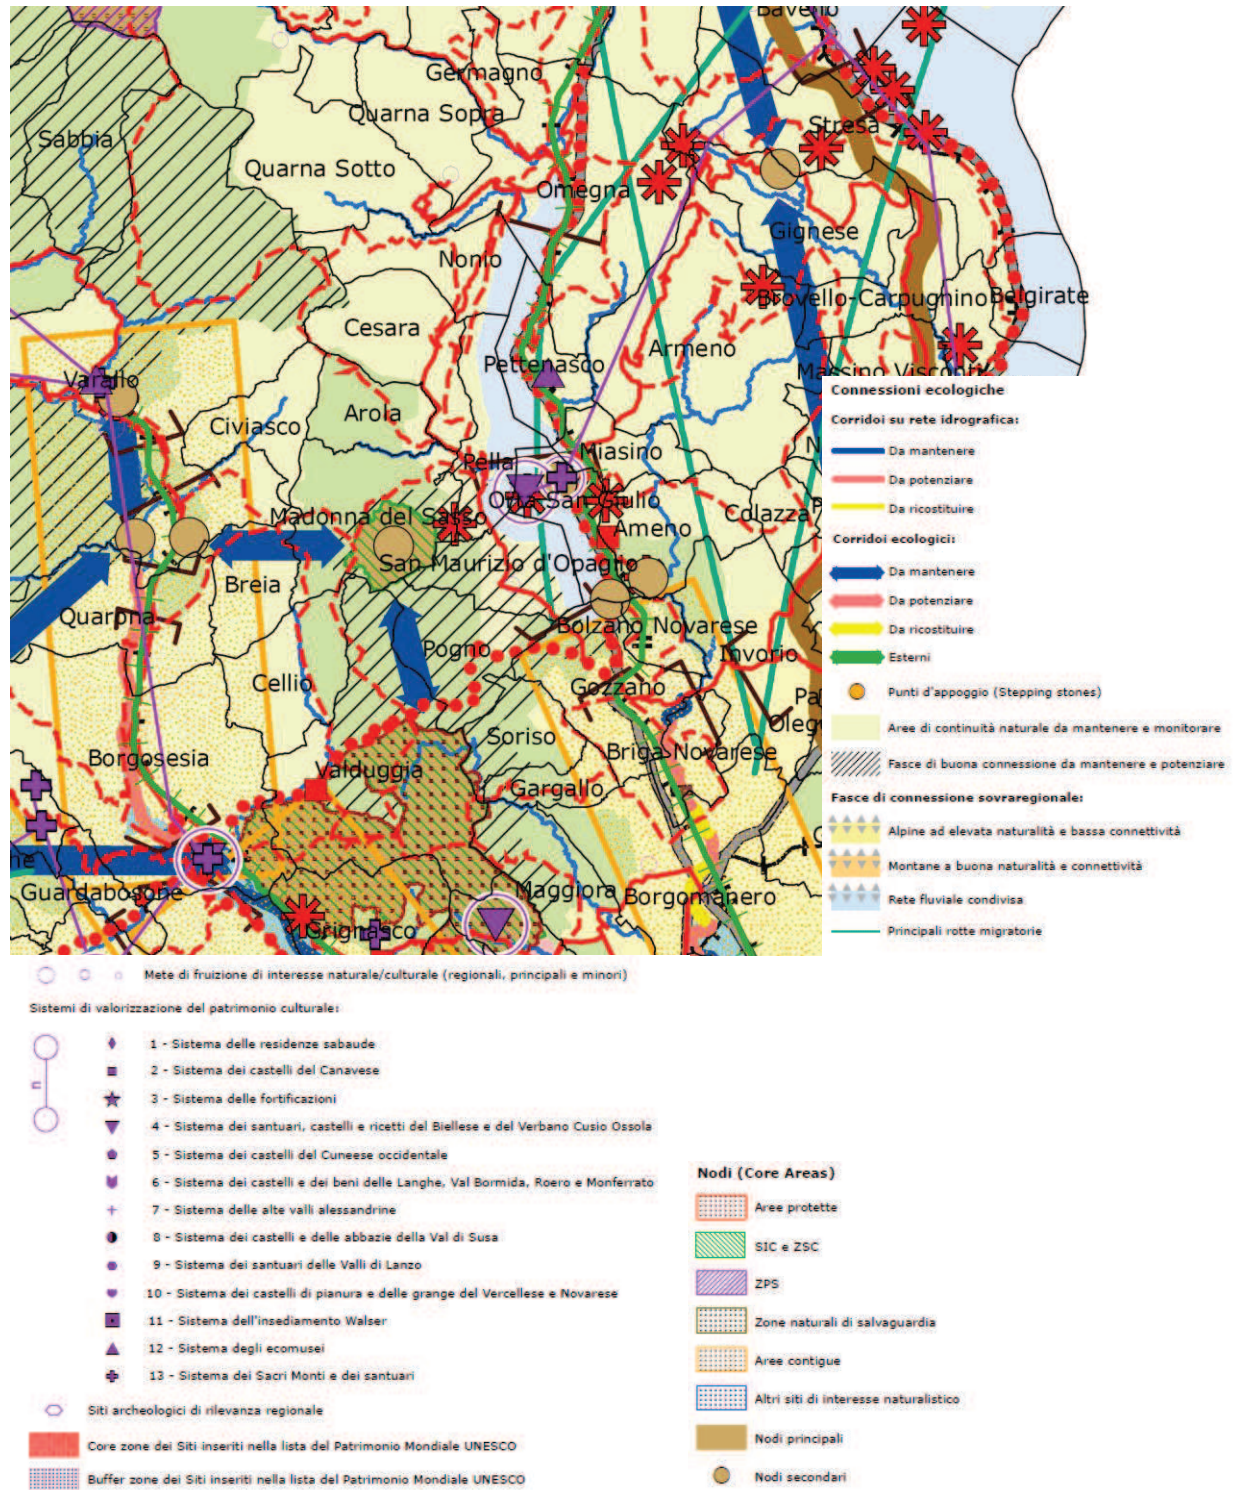 Baveno
Germagno
Quarna Sopra
Stresa
Sabbia
Quarna Sotto
Omegna
Gignese
Nonio
Brovello-Carpugnino
Belgirate
Cesara
Armeno
Pettenasco
Massino Visconti
Varallo
Arola
Civiasco
Miasino
Pella
Orta San Giulio
Madonna del Sasso
Ameno
Colazza
San Maurizio d'Opaglio
Breia
Quarona
Bolzano Novarese
Pogno
Invorio
Cellio
Gozzano
Soriso
Briga Novarese
Borgosesia
Valduggia
Gargallo
Guardabosone
Maggiora
Borgomanero
Grignasco
Connessioni ecologiche
Corridoi su rete idrografica:
Da mantenere
Da potenziare
Da ricostituire
Corridoi ecologici:
Da mantenere
Da potenziare
Da ricostituire
Esterni
Punti d'appoggio (Stepping stones)
Aree di continuità naturale da mantenere e monitorare
Fasce di buona connessione da mantenere e potenziare
Fasce di connessione sovraregionale:
Alpine ad elevata naturalità e bassa connettività
Montane a buona naturalità e connettività
Rete fluviale condivisa
Principali rotte migratorie
Mete di fruizione di interesse naturale/culturale (regionali, principali e minori)
Sistemi di valorizzazione del patrimonio culturale:
n
1 - Sistema delle residenze sabaude
2 - Sistema dei castelli del Canavese
3 - Sistema delle fortificazioni
4 - Sistema dei santuari, castelli e ricetti del Biellese e del Verbano Cusio Ossola
5 - Sistema dei castelli del Cuneese occidentale
6 - Sistema dei castelli e dei beni delle Langhe, Val Bormida, Roero e Monferrato
7 - Sistema delle alte valli alessandrine
8 - Sistema dei castelli e delle abbazie della Val di Susa
9 - Sistema dei santuari delle Valli di Lanzo
10 - Sistema dei castelli di pianura e delle grange del Vercellese e Novarese
11 - Sistema dell'insediamento Walser
12 - Sistema degli ecomusei
13 - Sistema dei Sacri Monti e dei santuari
Siti archeologici di rilevanza regionale
Core zone dei Siti inseriti nella lista del Patrimonio Mondiale UNESCO
Buffer zone dei Siti inseriti nella lista del Patrimonio Mondiale UNESCO
Nodi (Core Areas)
Aree protette
SIC e ZSC
ZPS
Zone naturali di salvaguardia
Aree contigue
Altri siti di interesse naturalistico
Nodi principali
Nodi secondari